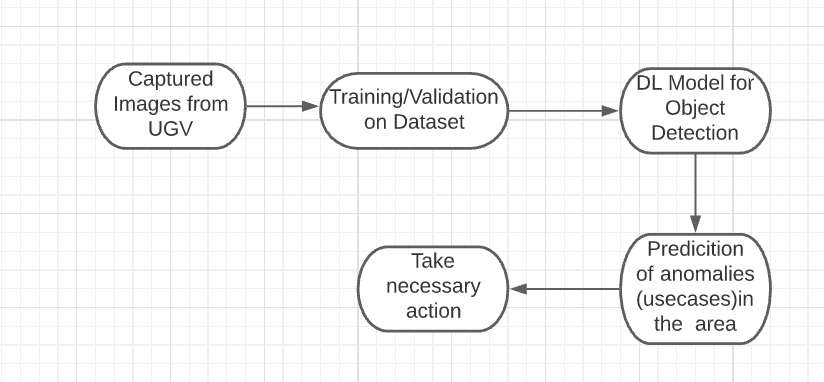 Captured
Images from
UGV
Training/Validation
on Dataset
DL Model for
Object
Detection
Predicition
of anomalies
(usecases)in
the area
Take
necessary
action